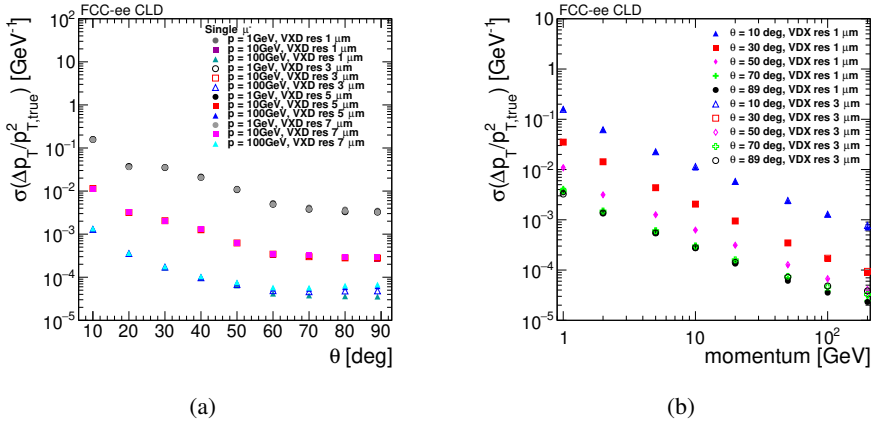 FCC-ee CLD
σ(Δp_T/p²_T,true) [GeV⁻¹]
10
1
10⁻¹
10⁻²
10⁻³
10⁻⁴
10⁻⁵
Single μ⁻
p = 1GeV, VXD res 1 μm
p = 10GeV, VXD res 1 μm
p = 100GeV, VXD res 1 μm
p = 1GeV, VXD res 3 μm
p = 10GeV, VXD res 3 μm
p = 100GeV, VXD res 3 μm
p = 1GeV, VXD res 5 μm
p = 10GeV, VXD res 5 μm
p = 100GeV, VXD res 5 μm
p = 1GeV, VXD res 7 μm
p = 10GeV, VXD res 7 μm
p = 100GeV, VXD res 7 μm
10 20 30 40 50 60 70 80 90
θ [deg]
(a)
FCC-ee CLD
σ(Δp_T/p²_T,true) [GeV⁻¹]
10
1
10⁻¹
10⁻²
10⁻³
10⁻⁴
10⁻⁵
θ = 10 deg, VDX res 1 μm
θ = 30 deg, VDX res 1 μm
θ = 50 deg, VDX res 1 μm
θ = 70 deg, VDX res 1 μm
θ = 89 deg, VDX res 1 μm
θ = 10 deg, VDX res 3 μm
θ = 30 deg, VDX res 3 μm
θ = 50 deg, VDX res 3 μm
θ = 70 deg, VDX res 3 μm
θ = 89 deg, VDX res 3 μm
1 10 10²
momentum [GeV]
(b)